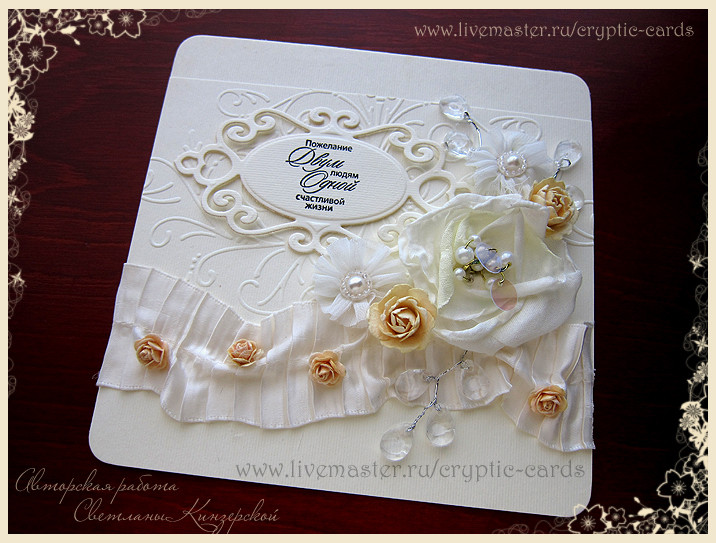 www.livemaster.ru/cryptic-cards
Пожелание
Двум
людям
Одной
счастливой
жизни
www.livemaster.ru/cryptic-cards
Авторская работа
Светланы Кинзерской